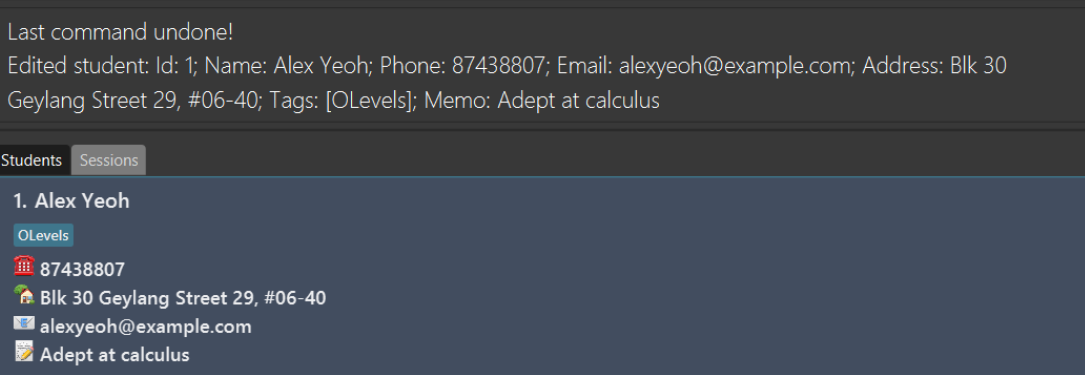 Last command undone!
Edited student: Id: 1; Name: Alex Yeoh; Phone: 87438807; Email: alexyeoh@example.com; Address: Blk 30
Geylang Street 29, #06-40; Tags: [OLevels]; Memo: Adept at calculus
Students Sessions
1. Alex Yeoh
OLevels
87438807
Blk 30 Geylang Street 29, #06-40
alexyeoh@example.com
Adept at calculus